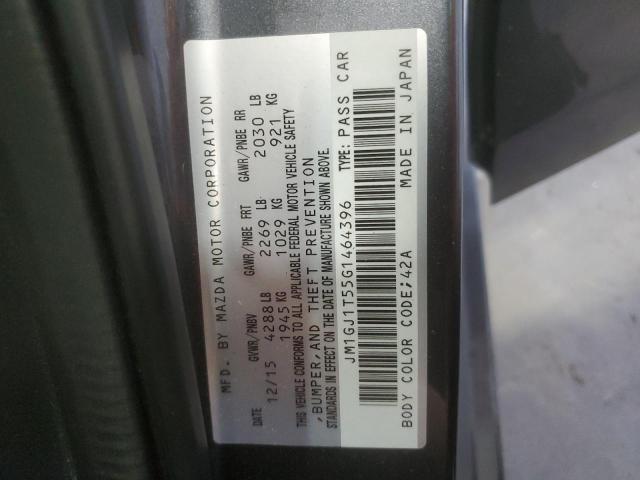 MFD. BY MAZDA MOTOR CORPORATION
DATE GVWR/PNBV GAWR/PNBE FRT GAWR/PNBE RR
12/15 4288 LB 2269 LB 2030 LB
1945 KG 1029 KG 921 KG
THIS VEHICLE CONFORMS TO ALL APPLICABLE FEDERAL MOTOR VEHICLE SAFETY
,BUMPER,AND THEFT PREVENTION
STANDARDS IN EFFECT ON THE DATE OF MANUFACTURE SHOWN ABOVE.
JM1GJ1T55G1464396 TYPE: PASS CAR
BODY COLOR CODE;42A MADE IN JAPAN